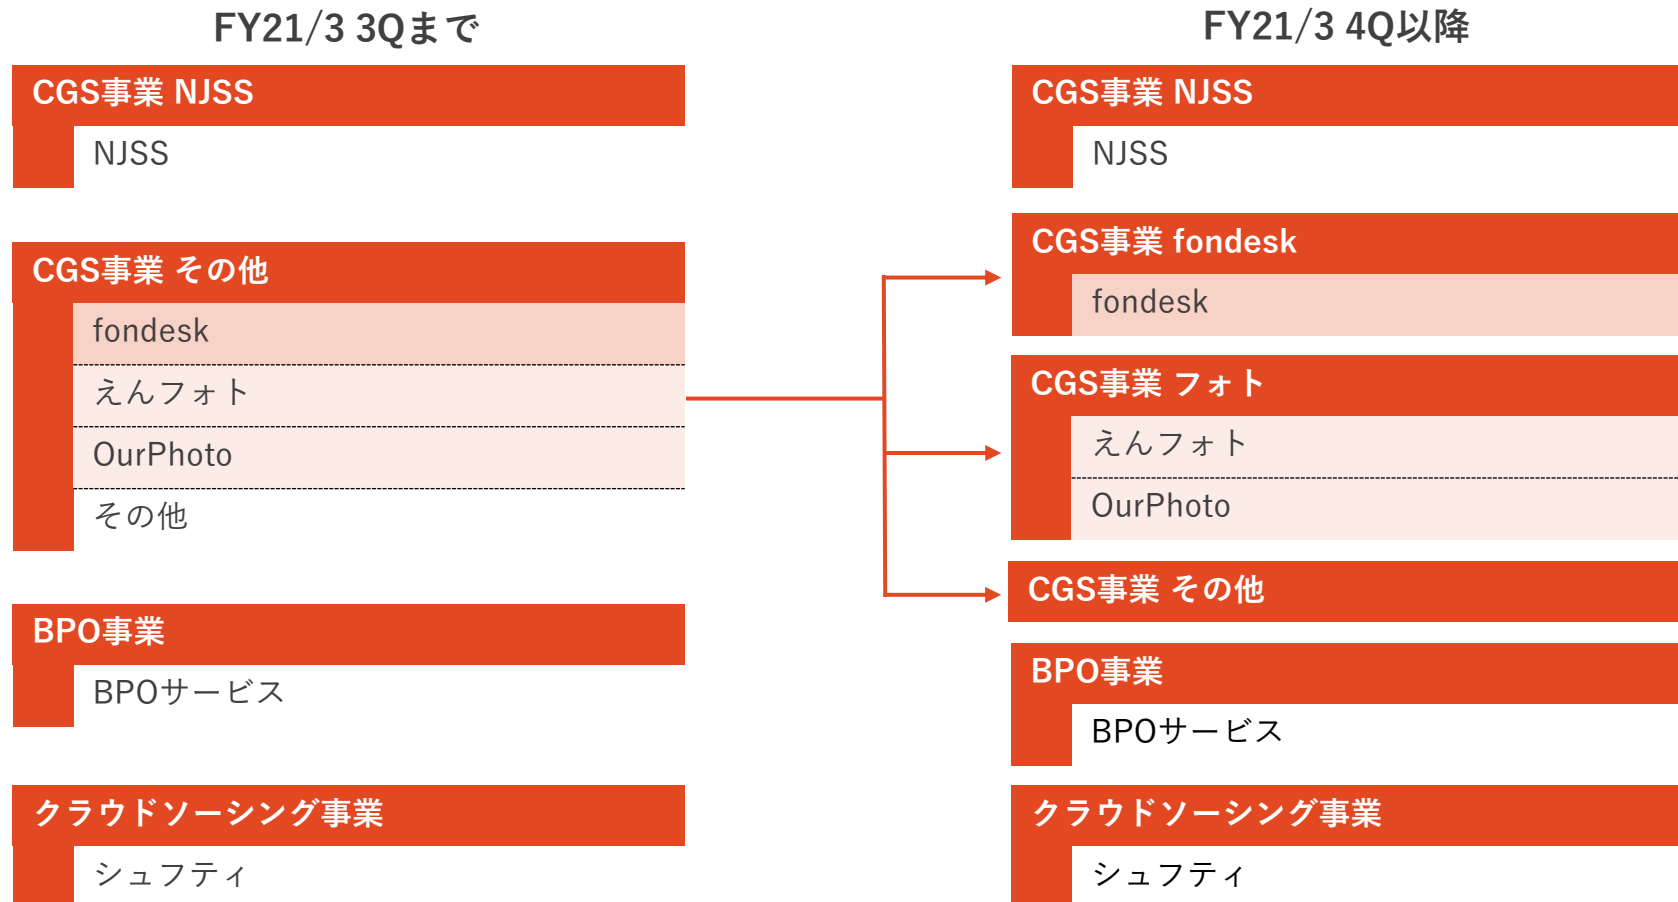 FY21/3 3Qまで
CGS事業 NJSS
NJSS
CGS事業 その他
fondesk
えんフォト
OurPhoto
その他
BPO事業
BPOサービス
クラウドソーシング事業
シュフティ
FY21/3 4Q以降
CGS事業 NJSS
NJSS
CGS事業 fondesk
fondesk
CGS事業 フォト
えんフォト
OurPhoto
CGS事業 その他
BPO事業
BPOサービス
クラウドソーシング事業
シュフティ